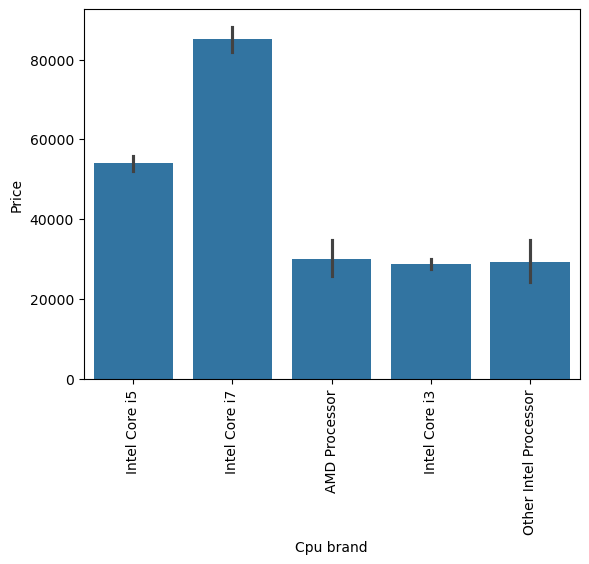 80000
60000
40000
20000
0
Price
Intel Core i5
Intel Core i7
AMD Processor
Intel Core i3
Other Intel Processor
Cpu brand